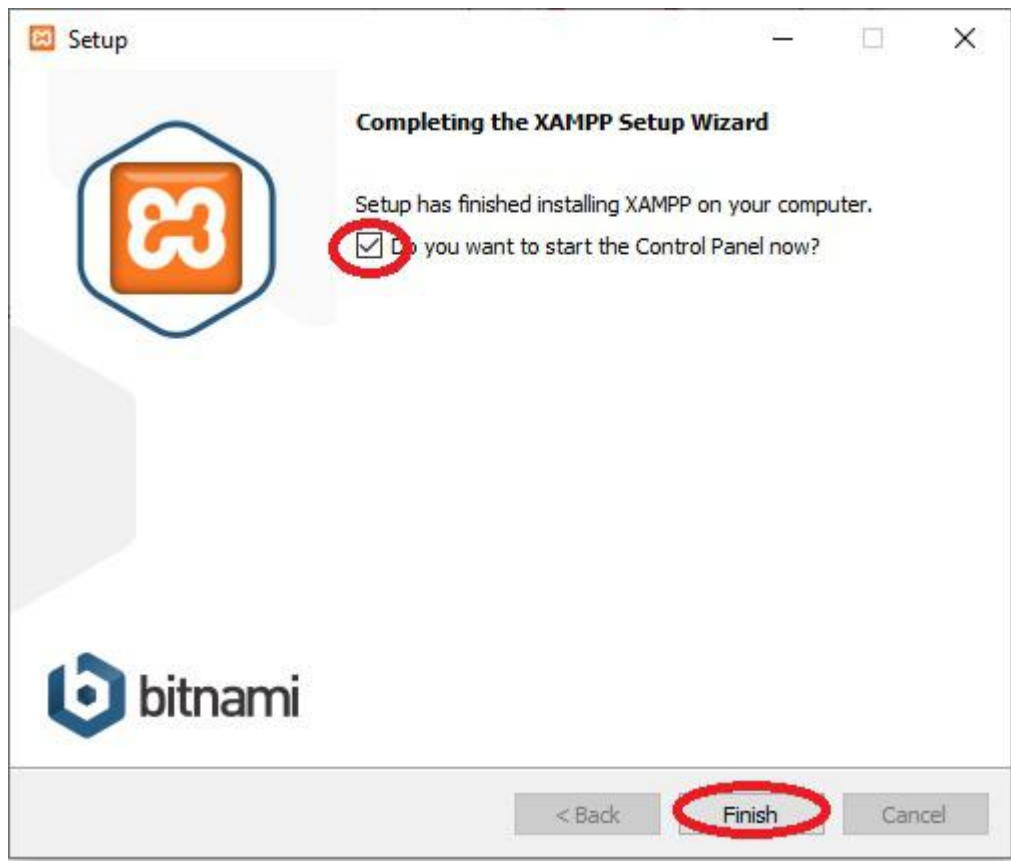 Setup
Completing the XAMPP Setup Wizard
Setup has finished installing XAMPP on your computer.
Do you want to start the Control Panel now?
bitnami
< Back
Finish
Cancel